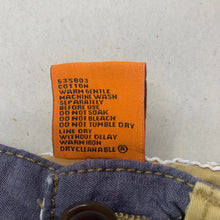 535803
COTTON
WARM GENTLE
MACHINE WASH
SEPARATELY
BEFORE USE
DO NOT SOAK
DO NOT BLEACH
DO NOT TUMBLE DRY
LINE DRY
WITHOUT DELAY
WARM IRON
DRYCLEANABLE Ⓐ